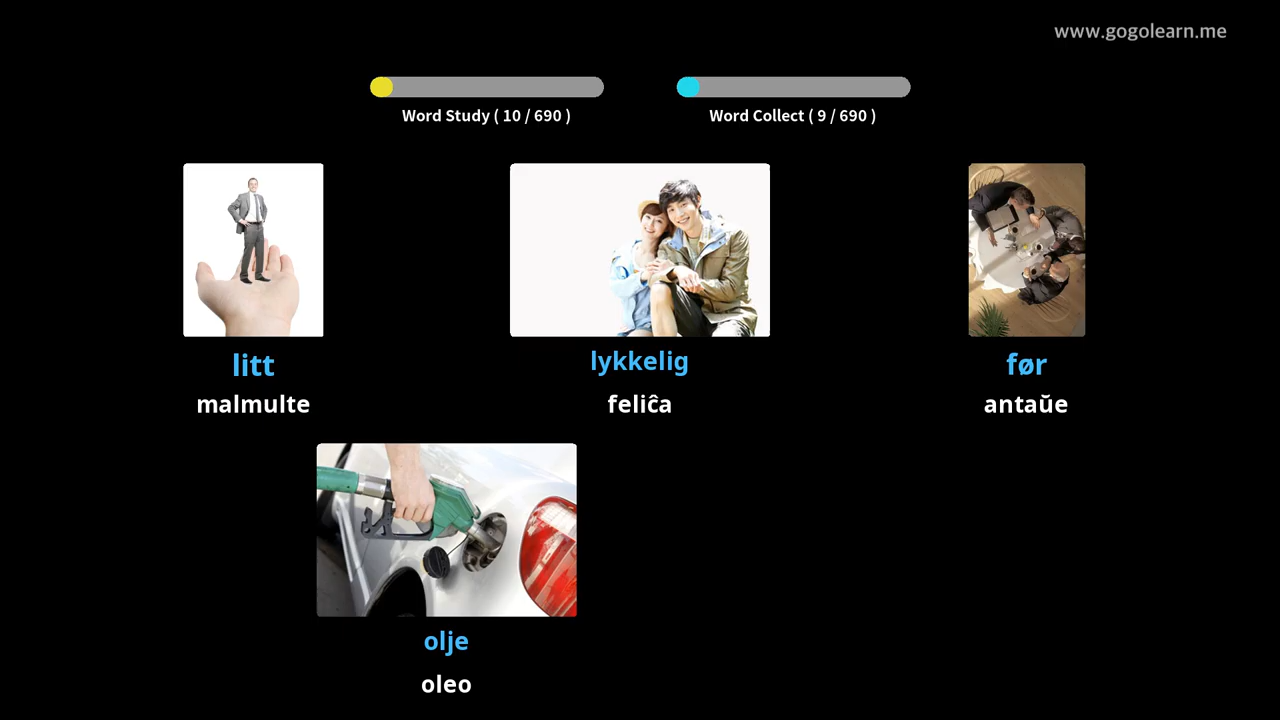 www.gogolearn.me
Word Study ( 10 / 690 )
Word Collect ( 9 / 690 )
litt
malmulte
lykkelig
feliĉa
før
antaŭe
olje
oleo